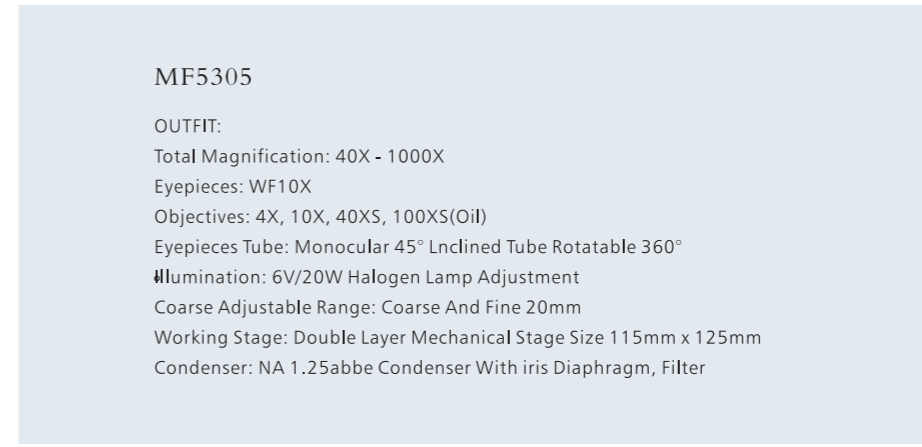 MF5305
OUTFIT:
Total Magnification: 40X - 1000X
Eyepieces: WF10X
Objectives: 4X, 10X, 40XS, 100XS(Oil)
Eyepieces Tube: Monocular 45° Lnclined Tube Rotatable 360°
Illumination: 6V/20W Halogen Lamp Adjustment
Coarse Adjustable Range: Coarse And Fine 20mm
Working Stage: Double Layer Mechanical Stage Size 115mm x 125mm
Condenser: NA 1.25abbe Condenser With iris Diaphragm, Filter